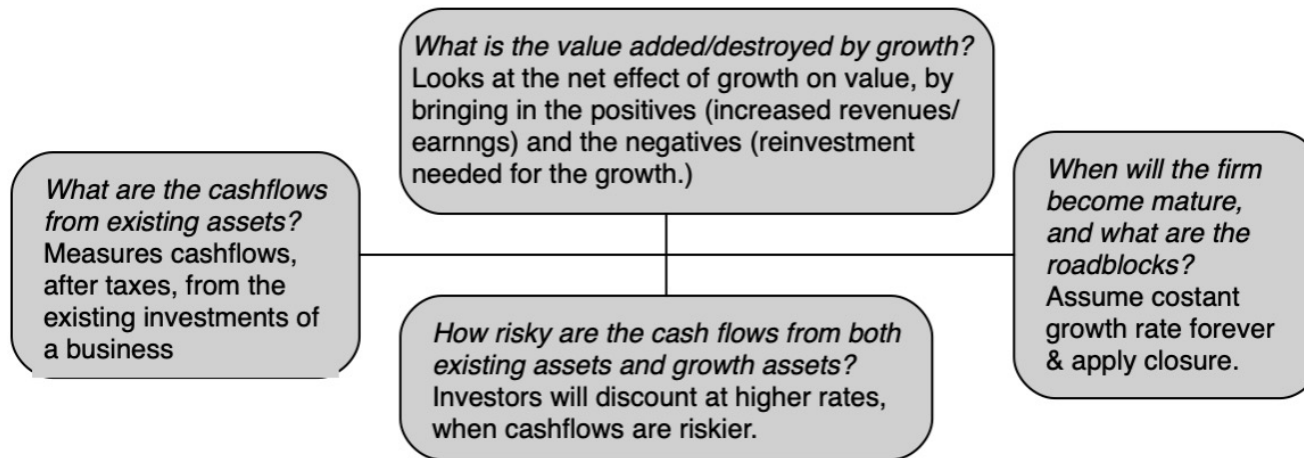 What is the value added/destroyed by growth?
Looks at the net effect of growth on value, by
bringing in the positives (increased revenues/
earnngs) and the negatives (reinvestment
needed for the growth.)
What are the cashflows
from existing assets?
Measures cashflows,
after taxes, from the
existing investments of
a business
When will the firm
become mature,
and what are the
roadblocks?
Assume costant
growth rate forever
& apply closure.
How risky are the cash flows from both
existing assets and growth assets?
Investors will discount at higher rates,
when cashflows are riskier.